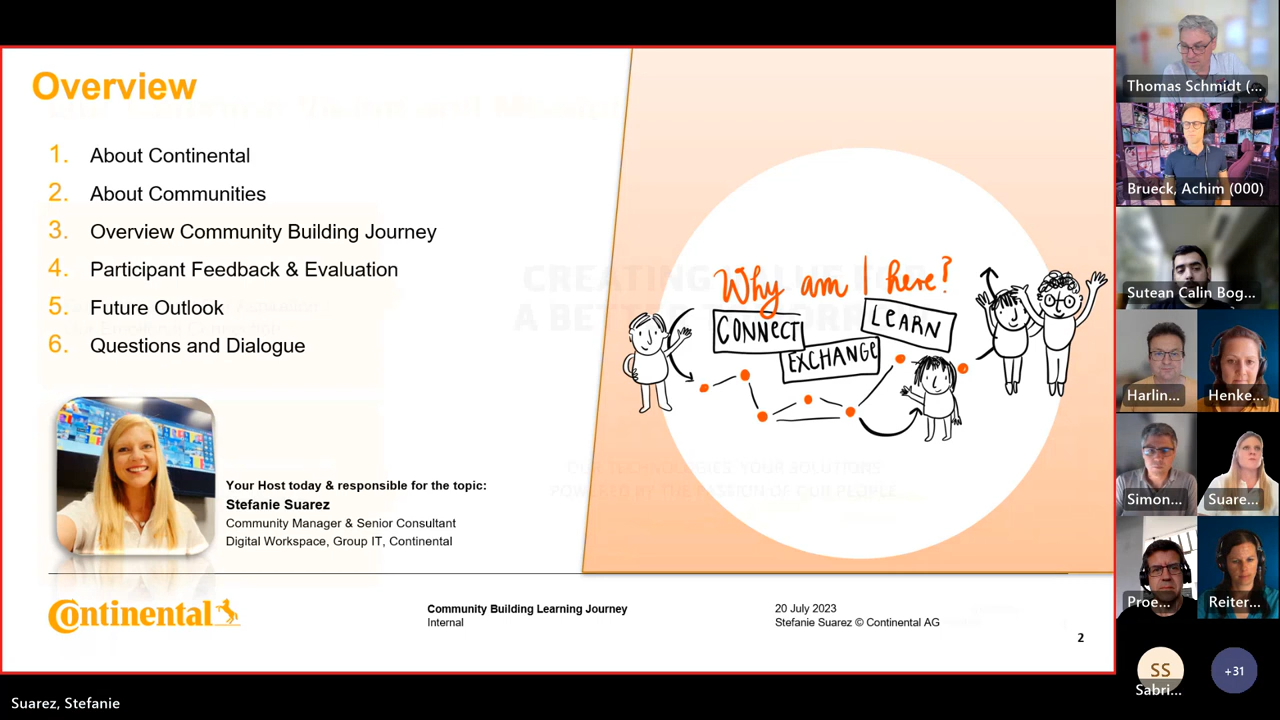 Overview
1. About Continental
2. About Communities
3. Overview Community Building Journey
4. Participant Feedback & Evaluation
5. Future Outlook
6. Questions and Dialogue
Why am I here?
CONNECT
EXCHANGE
LEARN
Your Host today & responsible for the topic:
Stefanie Suarez
Community Manager & Senior Consultant
Digital Workspace, Group IT, Continental
Continental
Community Building Learning Journey
Internal
20 July 2023
Stefanie Suarez © Continental AG
2
Suarez, Stefanie
Thomas Schmidt (...
Brueck, Achim (000)
Sutean Calin Bog...
Harlin...
Henke...
Simon...
Suare...
Proe...
Reiter...
SS
Sabri...
+31